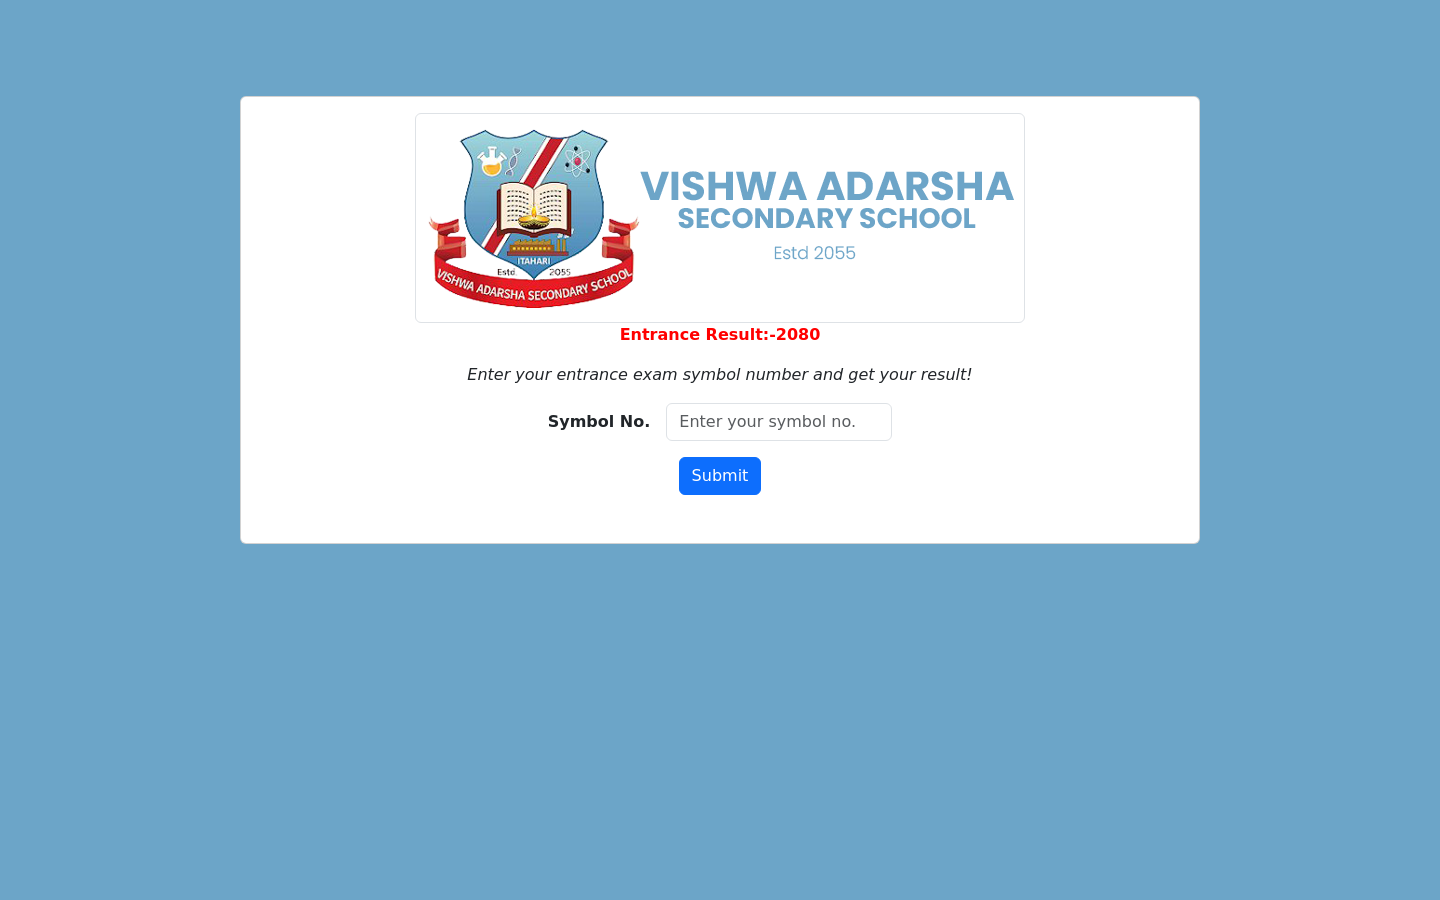 VISHWA ADARSHA
SECONDARY SCHOOL
Estd 2055
ITAHARI
Estd 2055
VISHWA ADARSHA SECONDARY SCHOOL
Entrance Result:-2080
Enter your entrance exam symbol number and get your result!
Symbol No. Enter your symbol no.
Submit